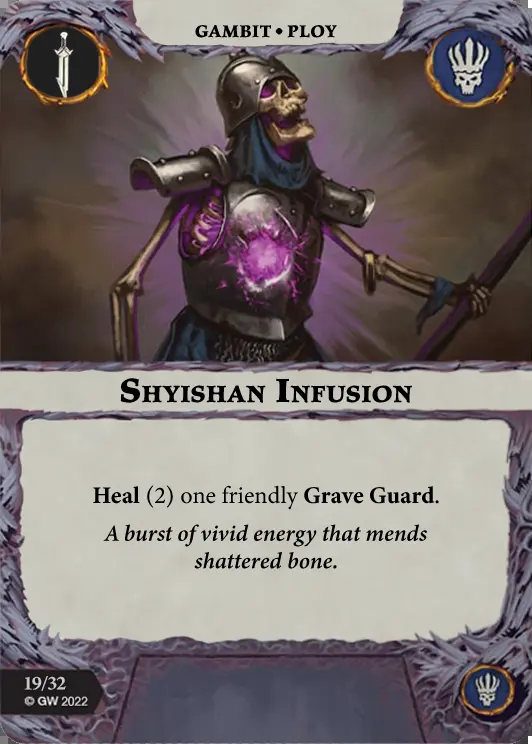 GAMBIT • PLOY
SHYISHAN INFUSION
Heal (2) one friendly Grave Guard.
A burst of vivid energy that mends
shattered bone.
19/32
© GW 2022